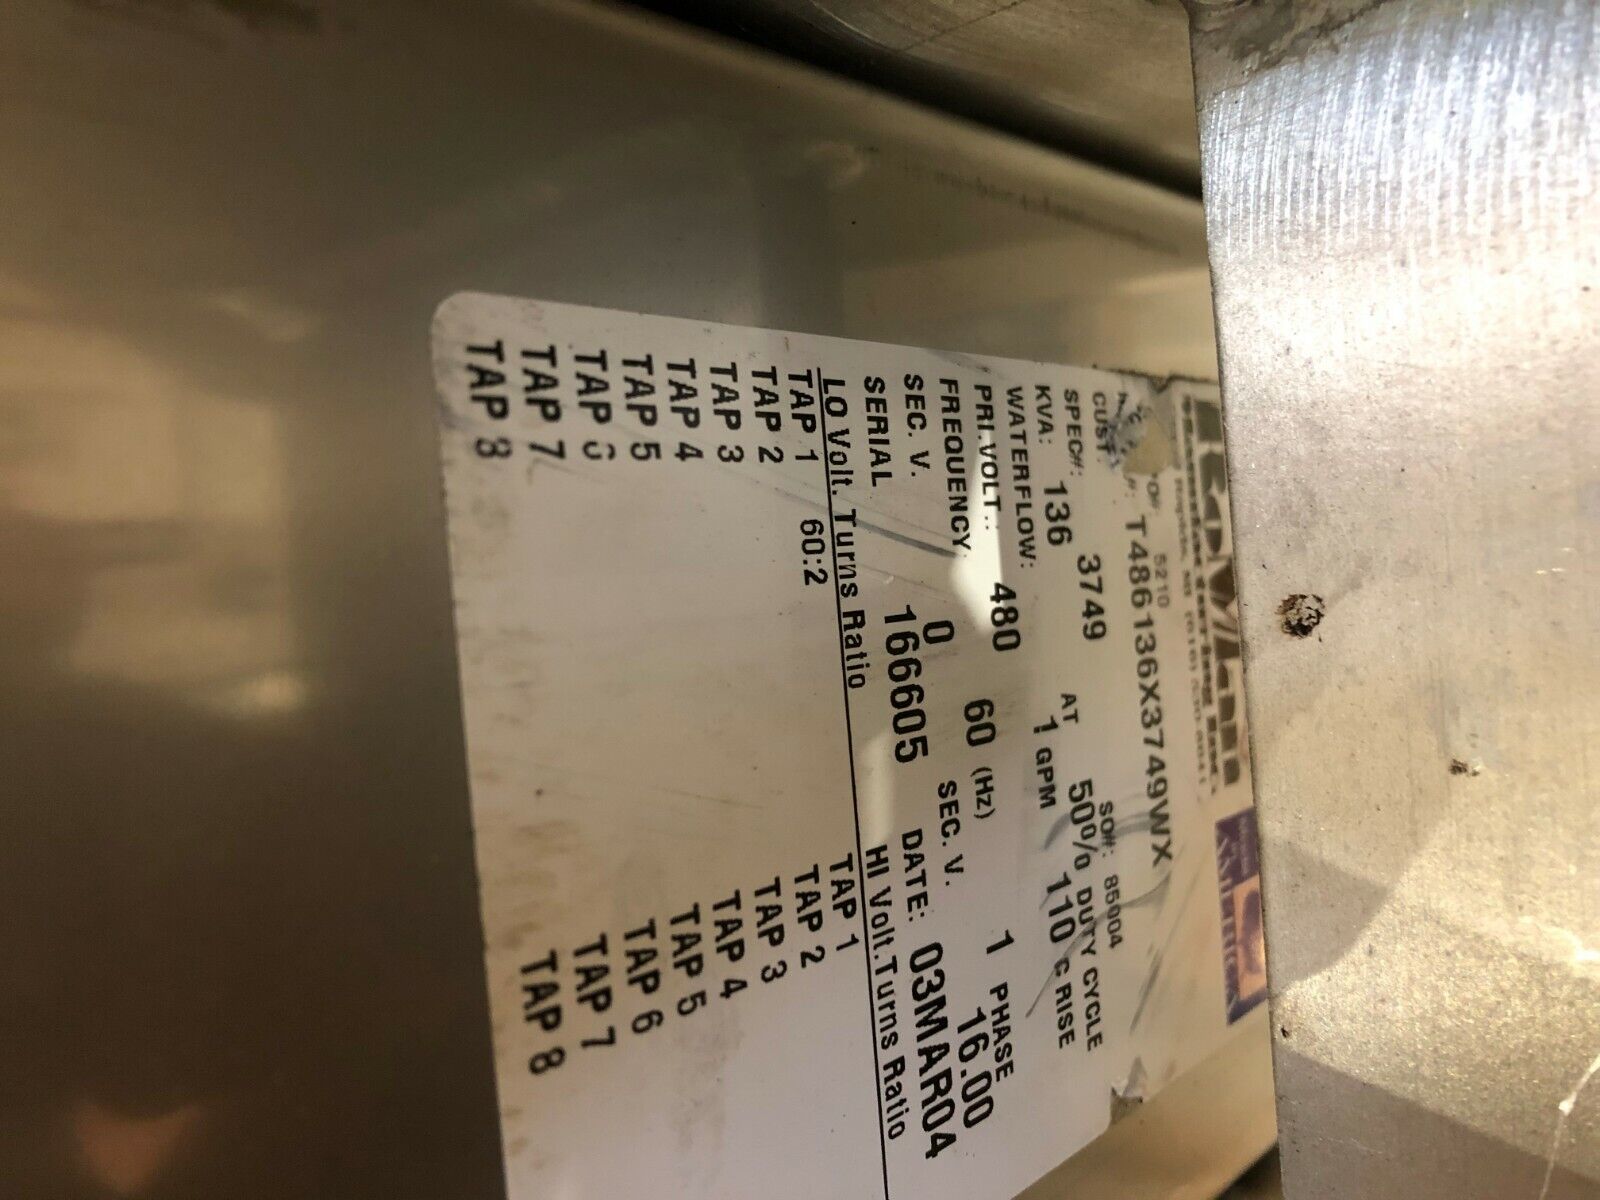 RoMan
Manufacturing Inc.
5210 SO#: 85004
T486136X3749WX
CUST
SPEC#: 3749 50% DUTY CYCLE
KVA: 136 AT 110 C RISE
WATERFLOW: 1 GPM
PRI.VOLT.: 480 1 PHASE
FREQUENCY: 60 (Hz)
SEC. V. 0 SEC. V. 16.00
SERIAL 166605 DATE: 03MAR04
LO Volt. Turns Ratio HI Volt. Turns Ratio
TAP 1 60:2 TAP 1
TAP 2 TAP 2
TAP 3 TAP 3
TAP 4 TAP 4
TAP 5 TAP 5
TAP 6 TAP 6
TAP 7 TAP 7
TAP 8 TAP 8